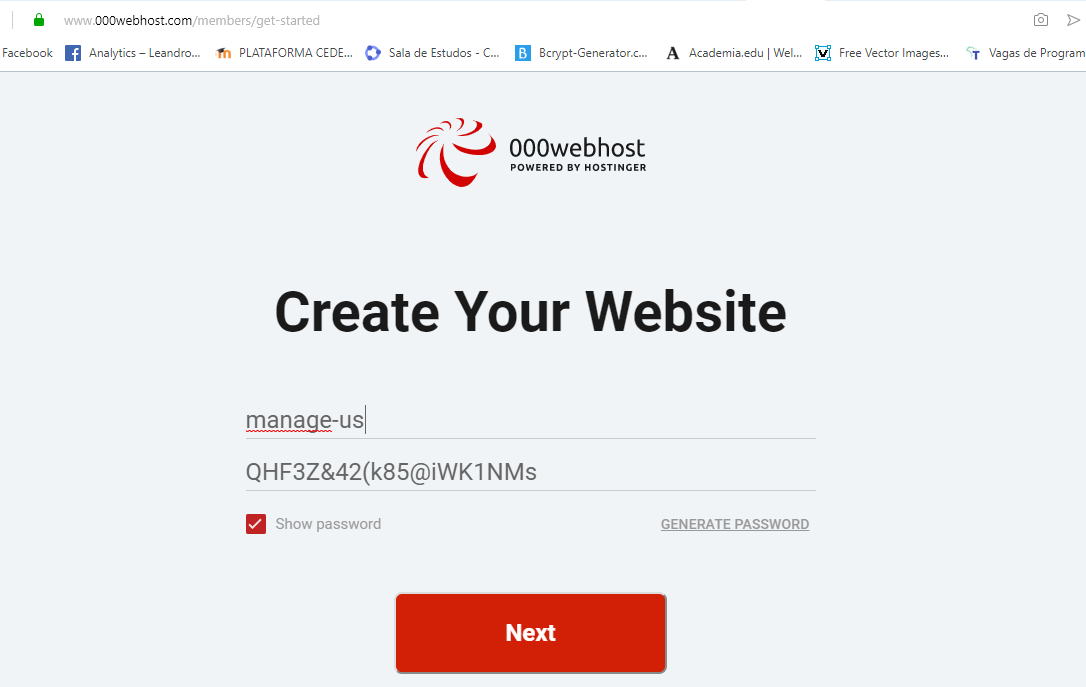 www.000webhost.com/members/get-started
Facebook Analytics – Leandro... PLATAFORMA CEDE... Sala de Estudos - C... B Bcrypt-Generator.c... A Academia.edu | Wel... Free Vector Images... T Vagas de Program
000webhost
POWERED BY HOSTINGER
Create Your Website
manage-us
QHF3Z&42(k85@iWK1NMs
Show password GENERATE PASSWORD
Next